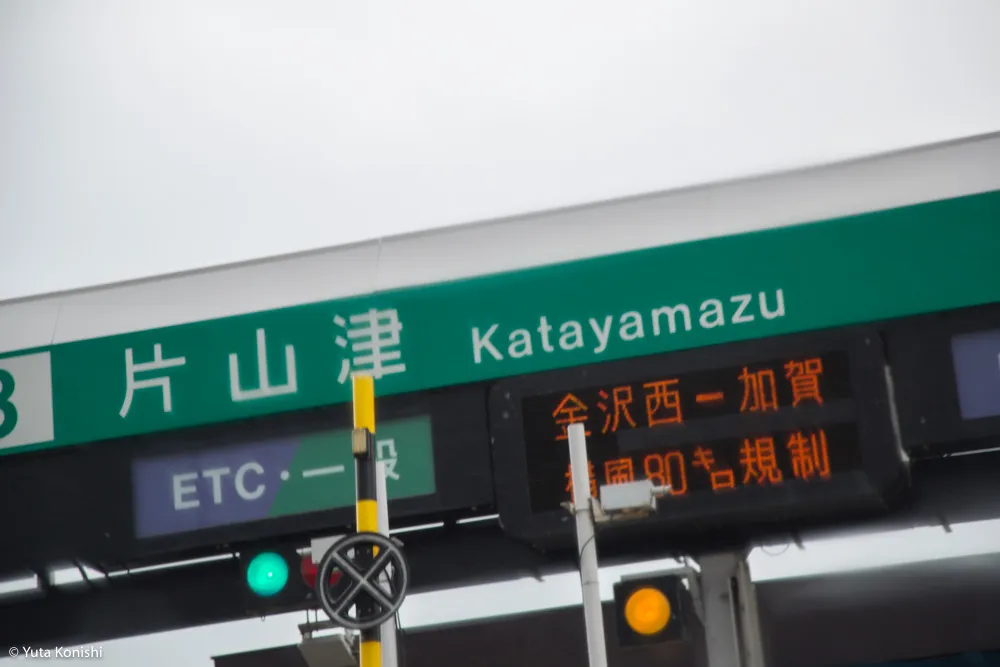 片山津 Katayamazu
ETC・一般
金沢西ー加賀
風80キロ規制
© Yuta Konishi